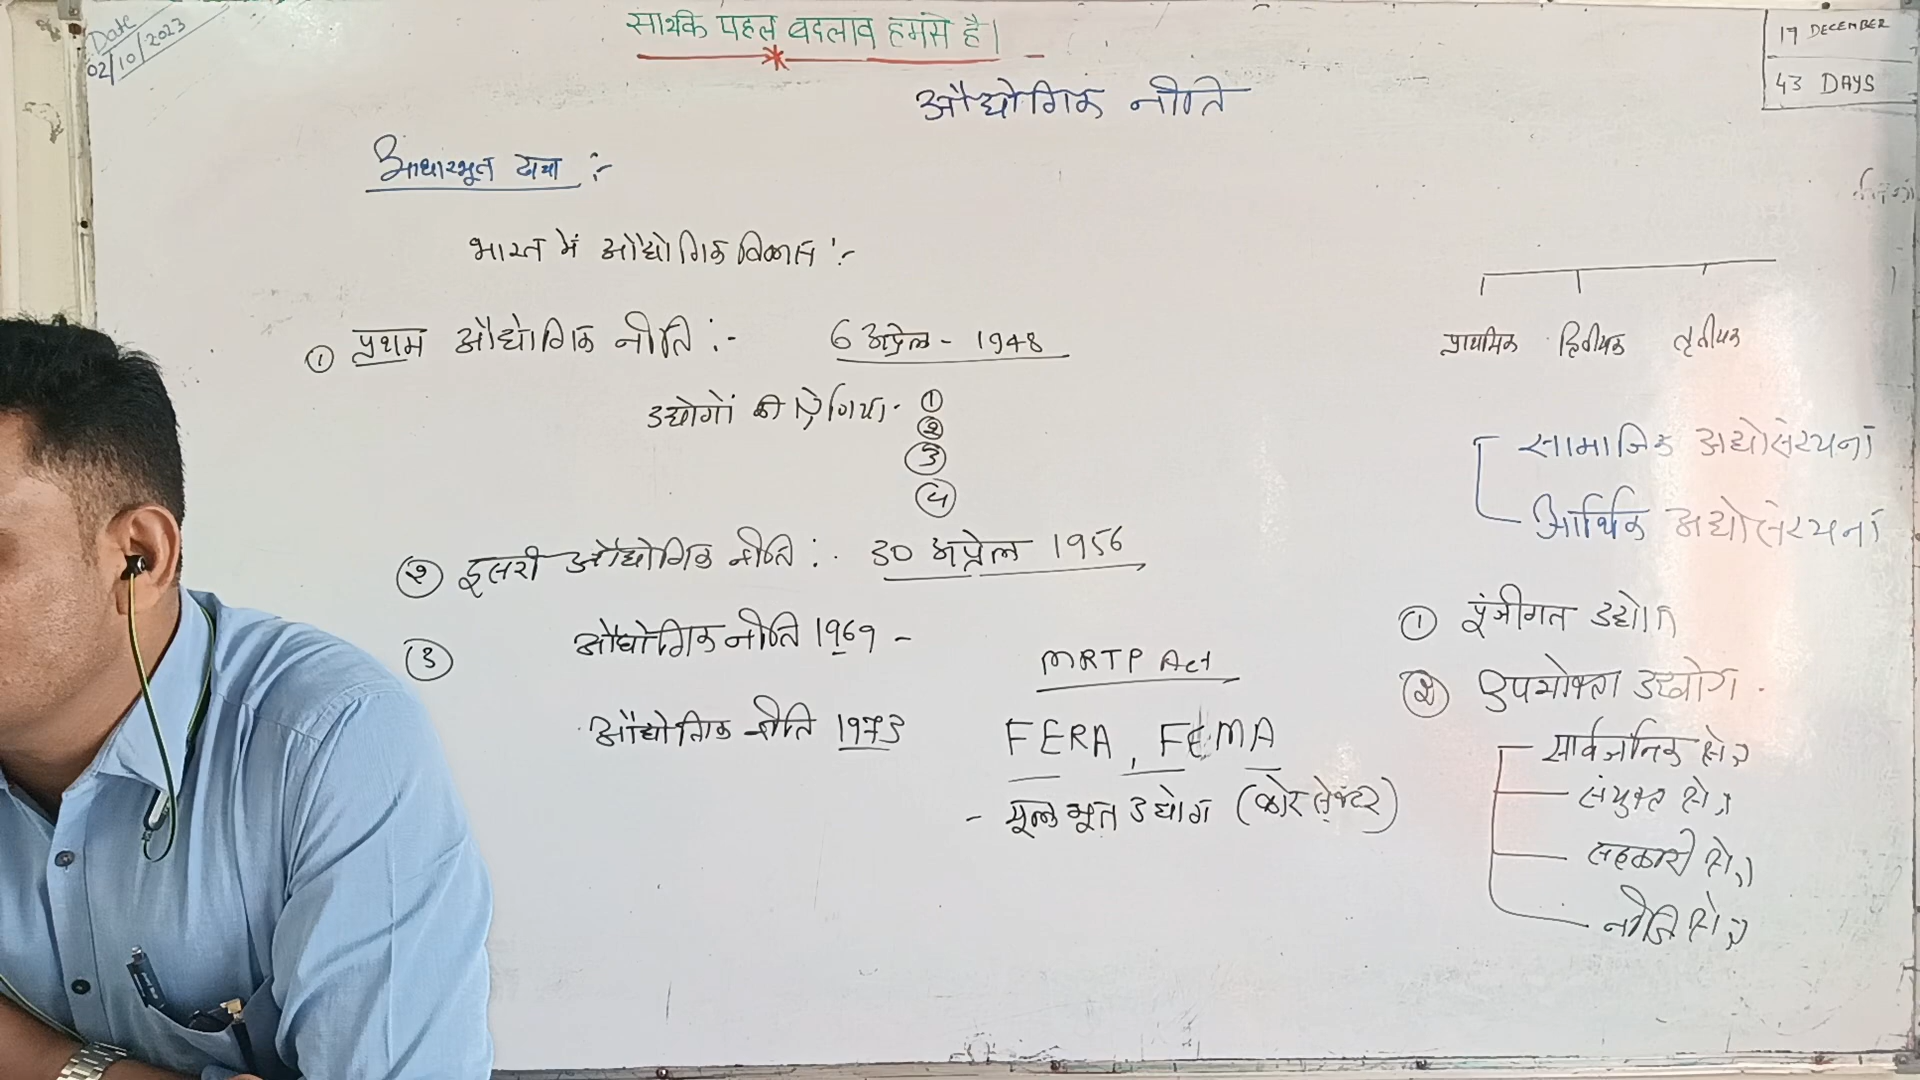 Date
02/10/2023
सार्थक पहल बदलाव हमसे है।
17 DECEMBER
43 DAYS
औद्योगिक नीति
आधारभूत ढाचा :-
भारत में औद्योगिक विकास :-
① प्रथम औद्योगिक नीति :- 6 अप्रेल - 1948
उद्योगों की श्रेणिया-
①
②
③
④
② दुसरी औद्योगिक नीति :- 30 अप्रेल 1956
③ औद्योगिक नीति 1969 -
MRTP Act
औद्योगिक नीति 1973
FERA, FEMA
- मूलभूत उद्योग (कोर सेक्टर)
प्राथमिक द्वितीयक तृतीयक
सामाजिक अद्योसंरचना
आर्थिक अद्योसंरचना
① पूंजीगत उद्योग
② उपभोक्ता उद्योग
सार्वजनिक क्षेत्र
संयुक्त क्षेत्र
सहकारी क्षेत्र
नीजि क्षेत्र